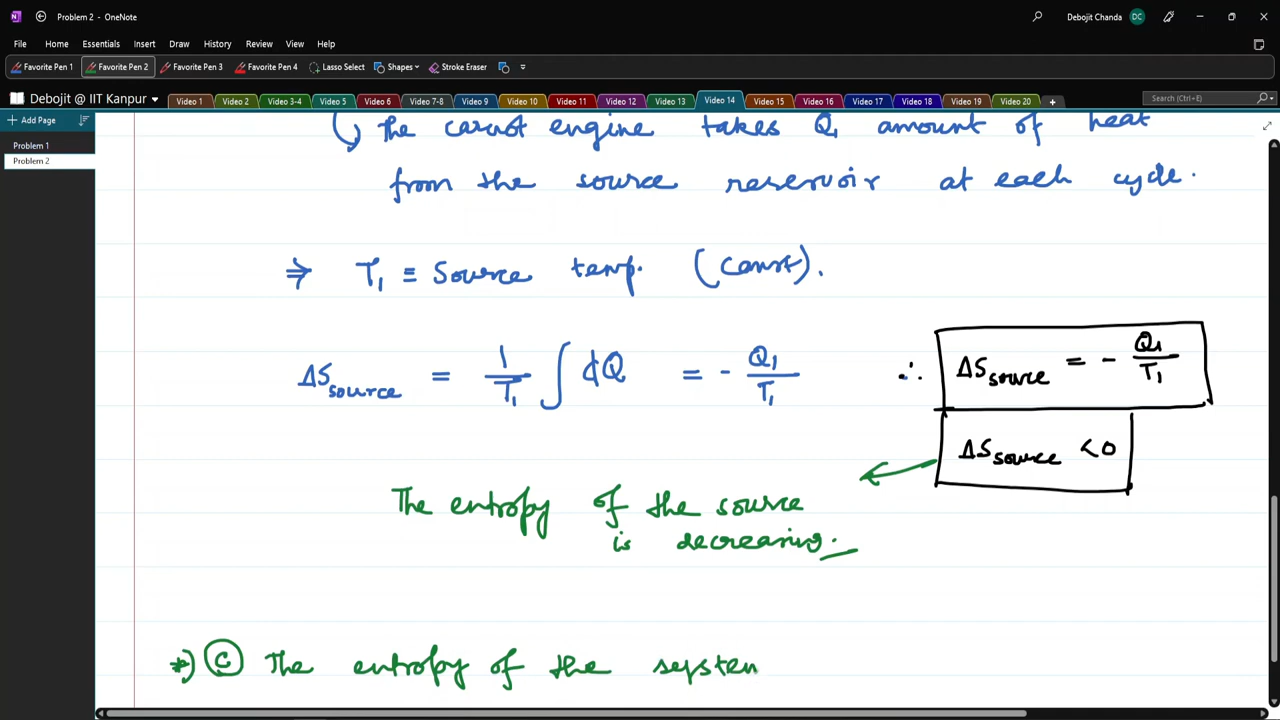 Problem 2 - OneNote
Debojit Chanda DC
File Home Essentials Insert Draw History Review View Help
Favorite Pen 1 Favorite Pen 2 Favorite Pen 3 Favorite Pen 4 Lasso Select Shapes Stroke Eraser
Debojit @ IIT Kanpur Video 1 Video 2 Video 3-4 Video 5 Video 6 Video 7-8 Video 9 Video 10 Video 11 Video 12 Video 13 Video 14 Video 15 Video 16 Video 17 Video 18 Video 19 Video 20 + Search (Ctrl+E)
+ Add Page
Problem 1
Problem 2
the carnot engine takes Q₁ amount of heat
from the source reservoir at each cycle.
⇒ T₁ ≡ Source temp. (const).
ΔS_source = 1/T₁ ∫ đQ = - Q₁/T₁ ∴ ΔS_source = - Q₁/T₁
ΔS_source < 0
The entropy of the source
is decreasing.
*) (c) The entropy of the system